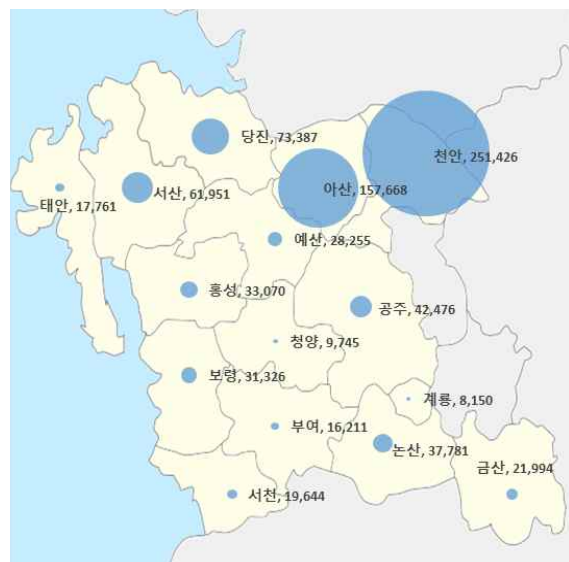 당진, 73,387
천안, 251,426
아산, 157,668
서산, 61,951
태안, 17,761
예산, 28,255
홍성, 33,070
공주, 42,476
청양, 9,745
보령, 31,326
계룡, 8,150
부여, 16,211
논산, 37,781
금산, 21,994
서천, 19,644